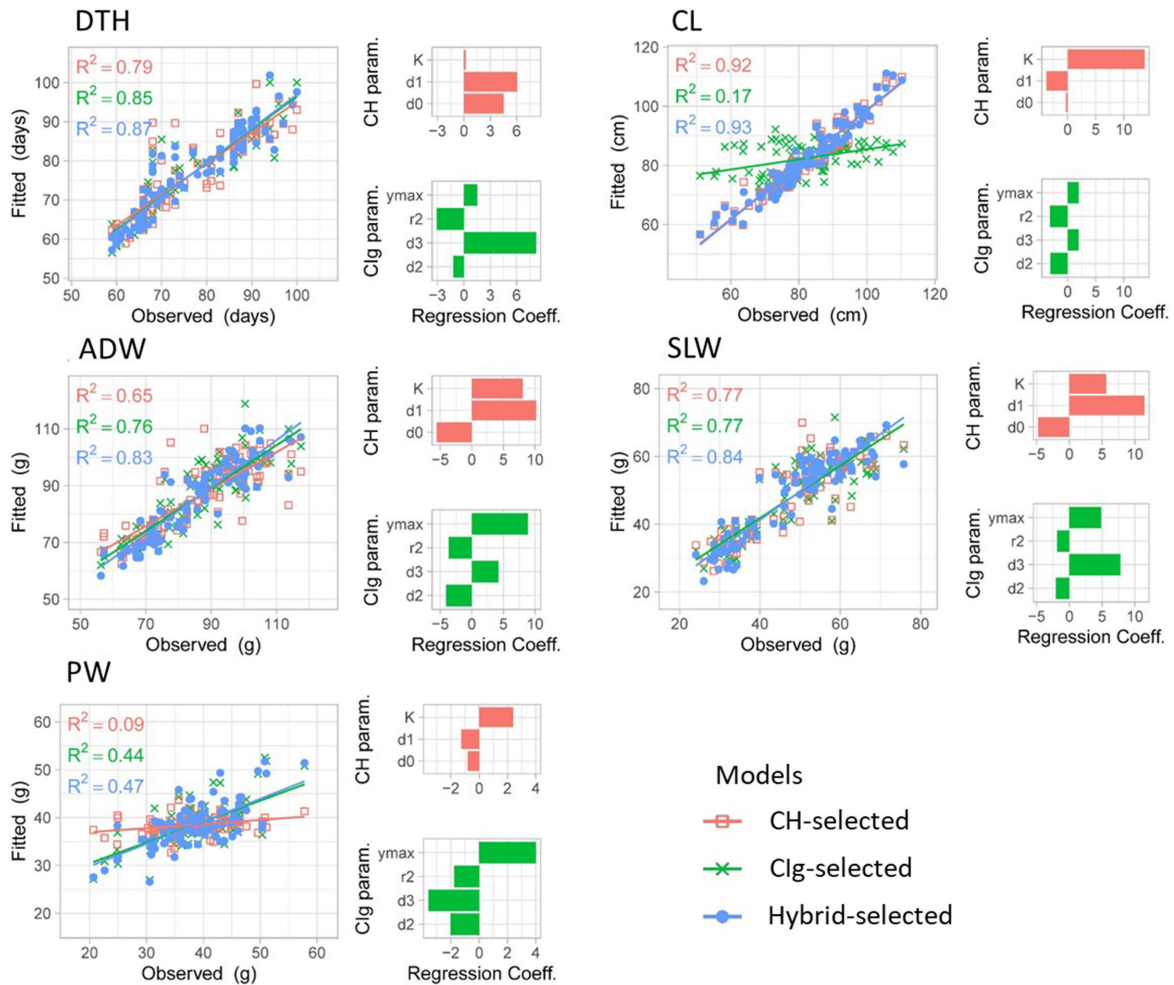 DTH
R² = 0.79
R² = 0.85
R² = 0.87
100
90
80
70
60
50
50 60 70 80 90 100
Fitted (days)
Observed (days)
CH param.
K
d1
d0
−3 0 3 6
CIg param.
ymax
r2
d3
d2
−3 0 3 6
Regression Coeff.
CL
R² = 0.92
R² = 0.17
R² = 0.93
120
100
80
60
60 80 100 120
Fitted (cm)
Observed (cm)
CH param.
K
d1
d0
0 5 10
CIg param.
ymax
r2
d3
d2
0 5 10
Regression Coeff.
ADW
R² = 0.65
R² = 0.76
R² = 0.83
110
90
70
50
50 70 90 110
Fitted (g)
Observed (g)
CH param.
K
d1
d0
−5 0 5 10
CIg param.
ymax
r2
d3
d2
−5 0 5 10
Regression Coeff.
SLW
R² = 0.77
R² = 0.77
R² = 0.84
80
60
40
20
20 40 60 80
Fitted (g)
Observed (g)
CH param.
K
d1
d0
−5 0 5 10
CIg param.
ymax
r2
d3
d2
−5 0 5 10
Regression Coeff.
PW
R² = 0.09
R² = 0.44
R² = 0.47
60
50
40
30
20
20 30 40 50 60
Fitted (g)
Observed (g)
CH param.
K
d1
d0
−2 0 2 4
CIg param.
ymax
r2
d3
d2
−2 0 2 4
Regression Coeff.
Models
CH-selected
CIg-selected
Hybrid-selected